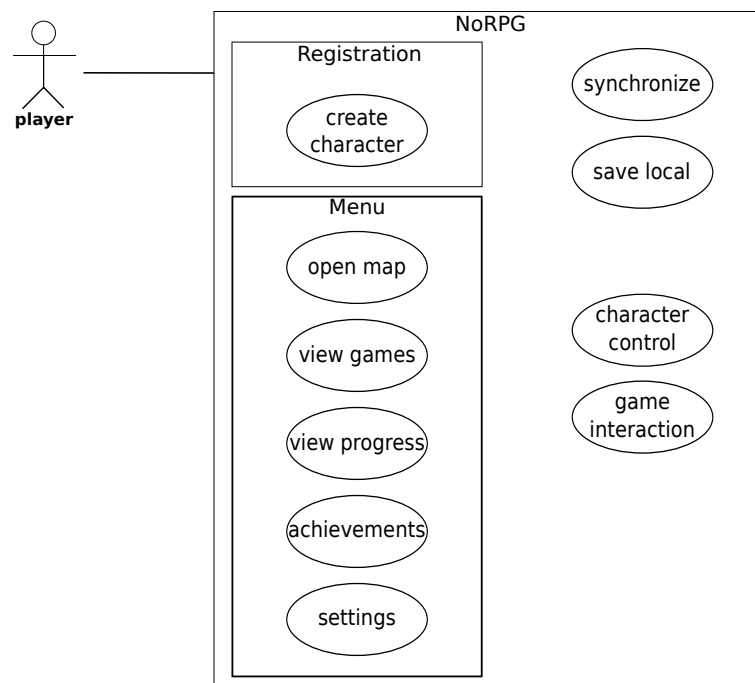 NoRPG
player
Registration
create
character
Menu
open map
view games
view progress
achievements
settings
synchronize
save local
character
control
game
interaction